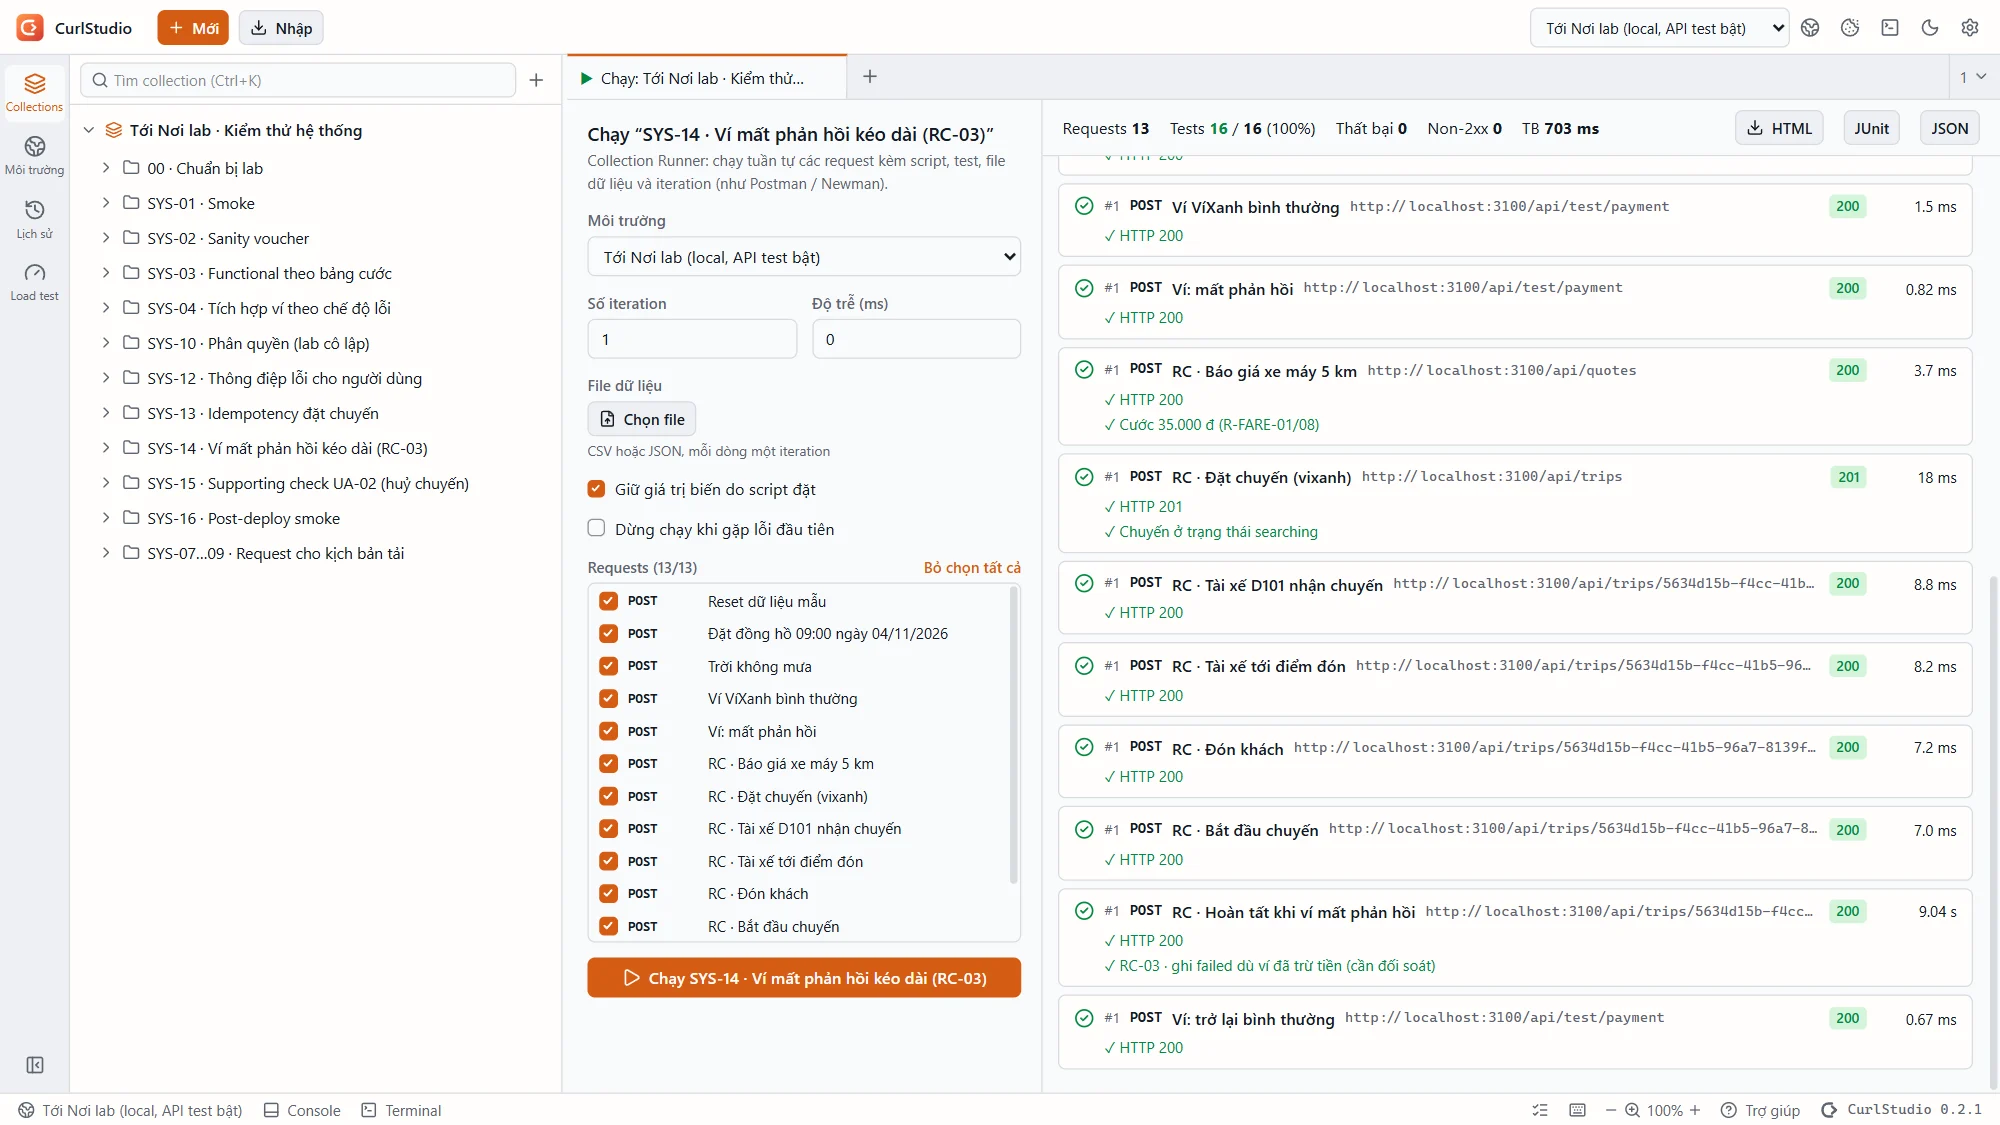 CurlStudio
Mới
Nhập
Tới Nơi lab (local, API test bật)
Collections
Môi trường
Lịch sử
Load test
Tìm collection (Ctrl+K)
Tới Nơi lab · Kiểm thử hệ thống
00 · Chuẩn bị lab
SYS-01 · Smoke
SYS-02 · Sanity voucher
SYS-03 · Functional theo bảng cước
SYS-04 · Tích hợp ví theo chế độ lỗi
SYS-10 · Phân quyền (lab cô lập)
SYS-12 · Thông điệp lỗi cho người dùng
SYS-13 · Idempotency đặt chuyến
SYS-14 · Ví mất phản hồi kéo dài (RC-03)
SYS-15 · Supporting check UA-02 (huỷ chuyến)
SYS-16 · Post-deploy smoke
SYS-07...09 · Request cho kịch bản tải
Chạy: Tới Nơi lab · Kiểm thử...
1
Chạy “SYS-14 · Ví mất phản hồi kéo dài (RC-03)”
Collection Runner: chạy tuần tự các request kèm script, test, file
dữ liệu và iteration (như Postman / Newman).
Môi trường
Tới Nơi lab (local, API test bật)
Số iteration
Độ trễ (ms)
1
0
File dữ liệu
Chọn file
CSV hoặc JSON, mỗi dòng một iteration
Giữ giá trị biến do script đặt
Dừng chạy khi gặp lỗi đầu tiên
Requests (13/13)
Bỏ chọn tất cả
POST Reset dữ liệu mẫu
POST Đặt đồng hồ 09:00 ngày 04/11/2026
POST Trời không mưa
POST Ví VíXanh bình thường
POST Ví: mất phản hồi
POST RC · Báo giá xe máy 5 km
POST RC · Đặt chuyến (vixanh)
POST RC · Tài xế D101 nhận chuyến
POST RC · Tài xế tới điểm đón
POST RC · Đón khách
POST RC · Bắt đầu chuyến
Chạy SYS-14 · Ví mất phản hồi kéo dài (RC-03)
Requests 13 Tests 16 / 16 (100%) Thất bại 0 Non-2xx 0 TB 703 ms
HTML
JUnit
JSON
✓ HTTP 200
#1 POST Ví VíXanh bình thường http://localhost:3100/api/test/payment 200 1.5 ms
✓ HTTP 200
#1 POST Ví: mất phản hồi http://localhost:3100/api/test/payment 200 0.82 ms
✓ HTTP 200
#1 POST RC · Báo giá xe máy 5 km http://localhost:3100/api/quotes 200 3.7 ms
✓ HTTP 200
✓ Cước 35.000 đ (R-FARE-01/08)
#1 POST RC · Đặt chuyến (vixanh) http://localhost:3100/api/trips 201 18 ms
✓ HTTP 201
✓ Chuyến ở trạng thái searching
#1 POST RC · Tài xế D101 nhận chuyến http://localhost:3100/api/trips/5634d15b-f4cc-41b... 200 8.8 ms
✓ HTTP 200
#1 POST RC · Tài xế tới điểm đón http://localhost:3100/api/trips/5634d15b-f4cc-41b5-96... 200 8.2 ms
✓ HTTP 200
#1 POST RC · Đón khách http://localhost:3100/api/trips/5634d15b-f4cc-41b5-96a7-8139f... 200 7.2 ms
✓ HTTP 200
#1 POST RC · Bắt đầu chuyến http://localhost:3100/api/trips/5634d15b-f4cc-41b5-96a7-8... 200 7.0 ms
✓ HTTP 200
#1 POST RC · Hoàn tất khi ví mất phản hồi http://localhost:3100/api/trips/5634d15b-f4cc... 200 9.04 s
✓ HTTP 200
✓ RC-03 · ghi failed dù ví đã trừ tiền (cần đối soát)
#1 POST Ví: trở lại bình thường http://localhost:3100/api/test/payment 200 0.67 ms
✓ HTTP 200
Tới Nơi lab (local, API test bật)
Console
Terminal
100%
Trợ giúp
CurlStudio 0.2.1